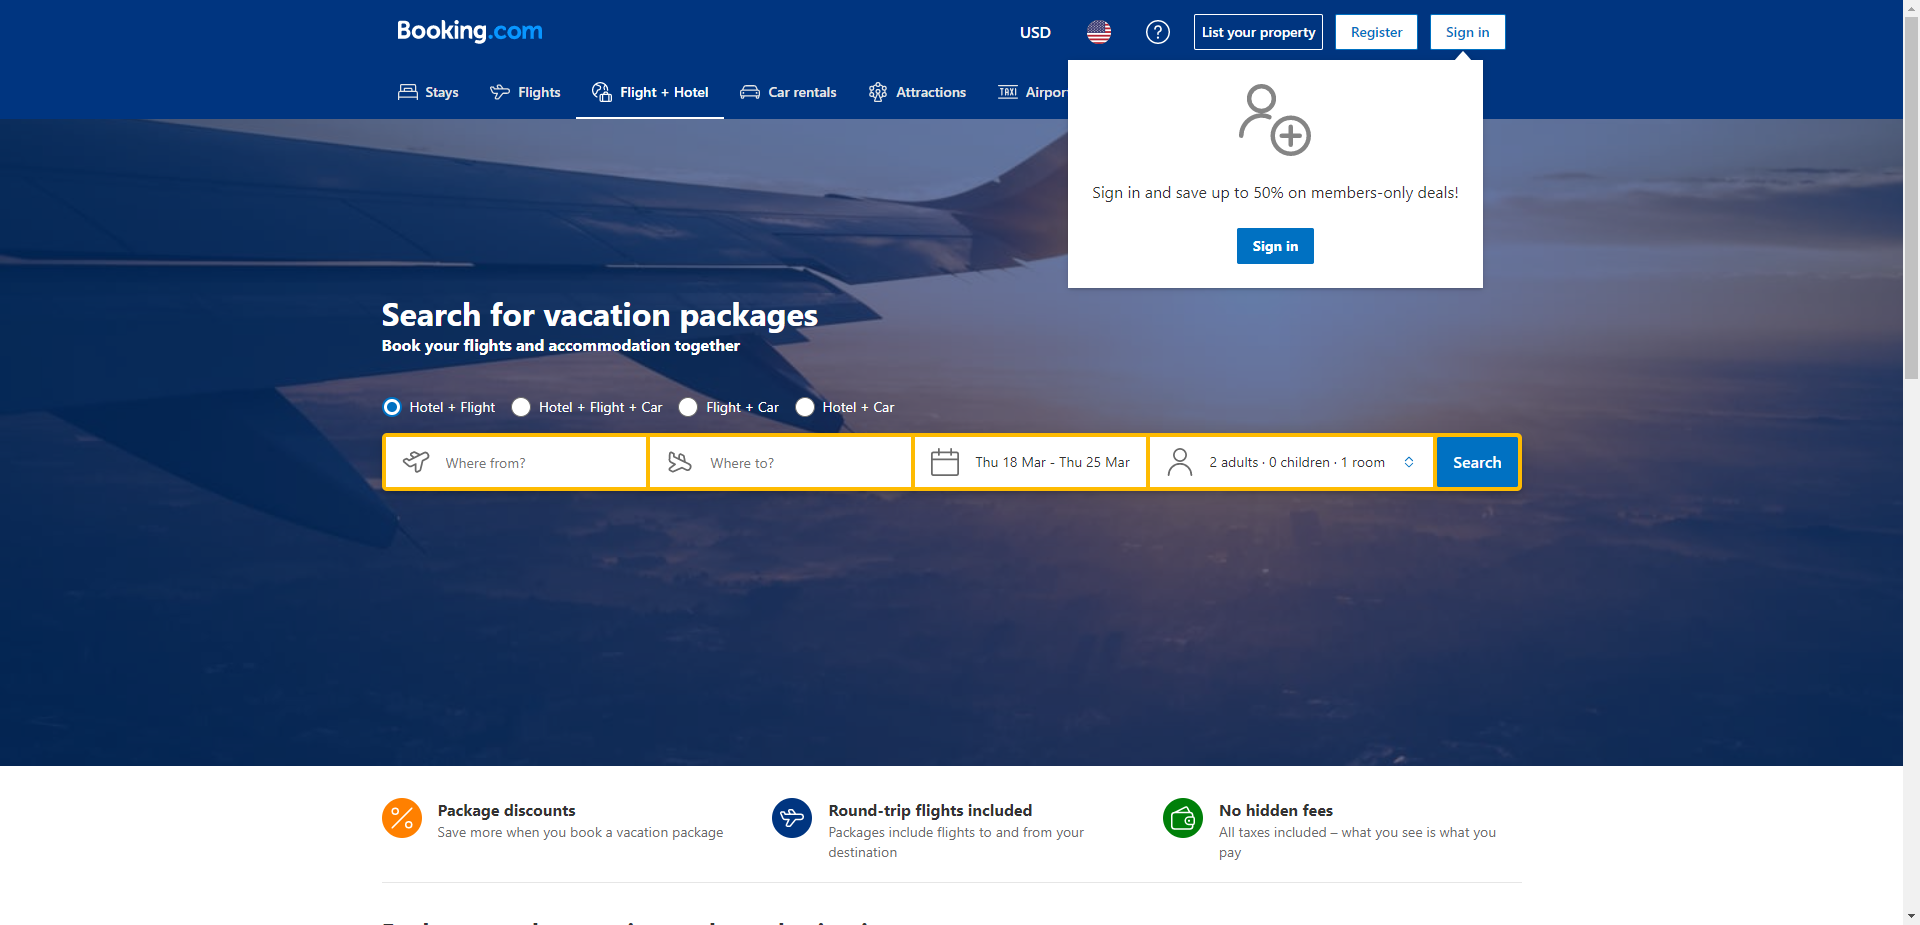 Booking.com
USD
?
List your property
Register
Sign in
Stays
Flights
Flight + Hotel
Car rentals
Attractions
TAXI
Sign in and save up to 50% on members-only deals!
Sign in
Search for vacation packages
Book your flights and accommodation together
Hotel + Flight
Hotel + Flight + Car
Flight + Car
Hotel + Car
Where from?
Where to?
Thu 18 Mar - Thu 25 Mar
2 adults · 0 children · 1 room
Search
Package discounts
Save more when you book a vacation package
Round-trip flights included
Packages include flights to and from your
destination
No hidden fees
All taxes included – what you see is what you
pay